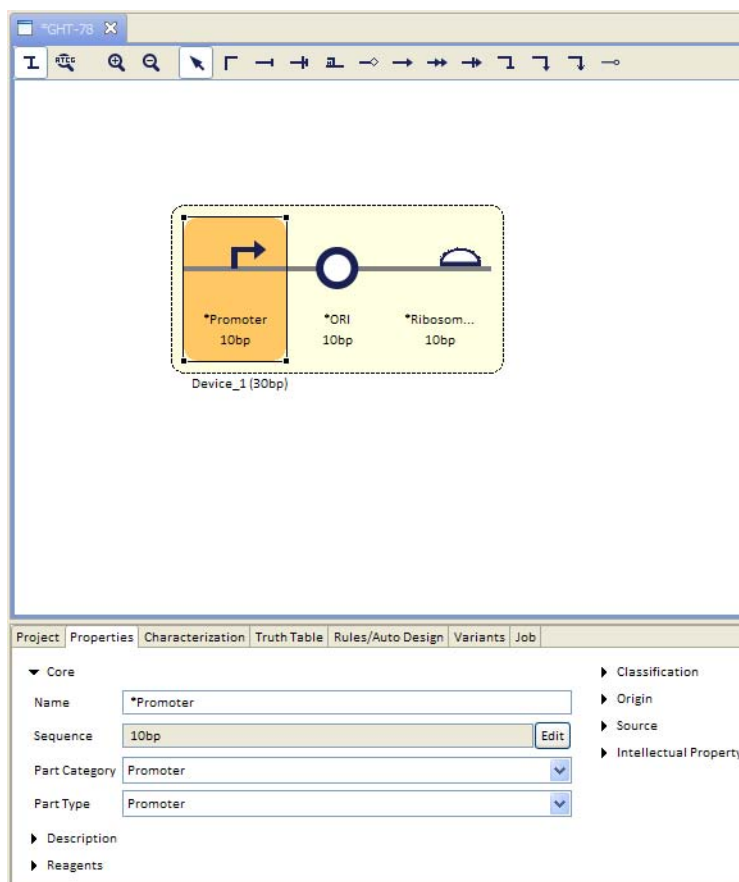 *GHT-78
ATCG
*Promoter *ORI *Ribosom...
10bp 10bp 10bp
Device_1 (30bp)
Project Properties Characterization Truth Table Rules/Auto Design Variants Job
Core
Name *Promoter
Sequence 10bp Edit
Part Category Promoter
Part Type Promoter
Description
Reagents
Classification
Origin
Source
Intellectual Property